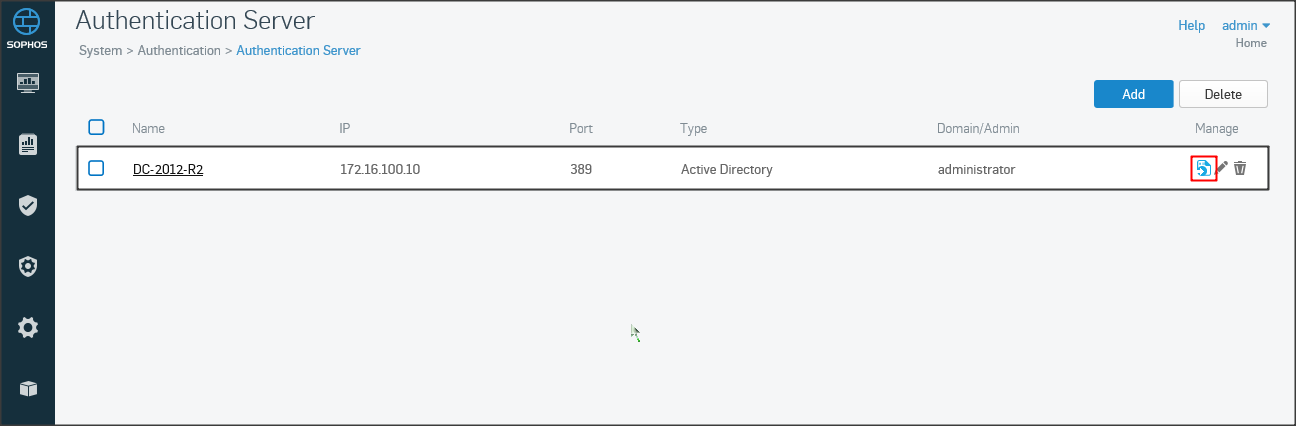 Authentication Server
Help admin
SOPHOS
System > Authentication > Authentication Server
Home
Add Delete
Name IP Port Type Domain/Admin Manage
DC-2012-R2 172.16.100.10 389 Active Directory administrator